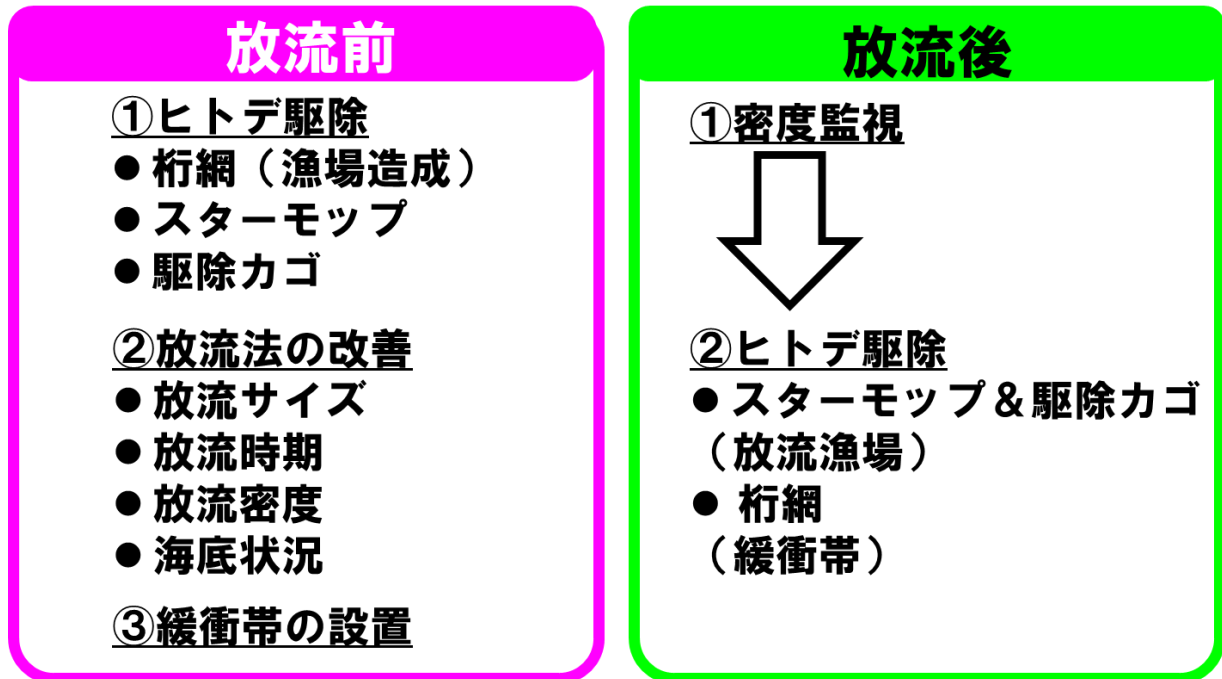 放流前
①ヒトデ駆除
●桁網（漁場造成）
●スターモップ
●駆除カゴ
②放流法の改善
●放流サイズ
●放流時期
●放流密度
●海底状況
③緩衝帯の設置
放流後
①密度監視
②ヒトデ駆除
●スターモップ＆駆除カゴ
（放流漁場）
● 桁網
（緩衝帯）